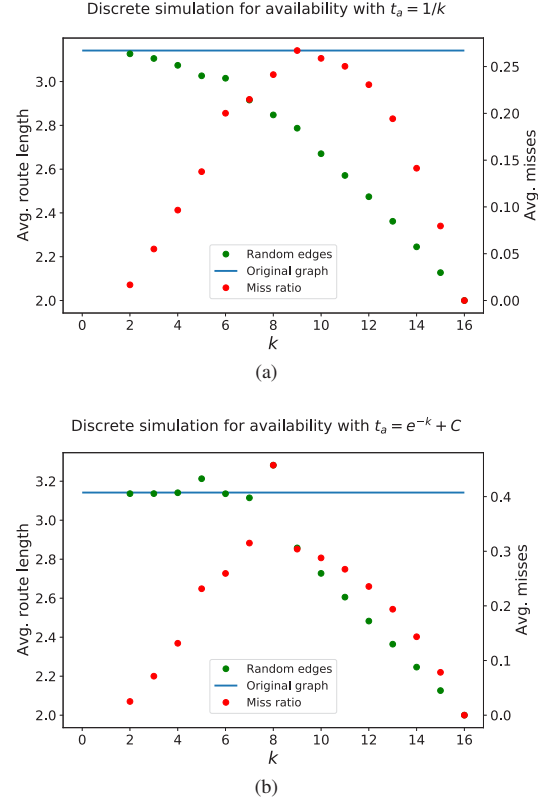 Discrete simulation for availability with $t_a = 1/k$
Avg. route length
3.0
2.8
2.6
2.4
2.2
2.0
0.25
0.20
0.15
0.10
0.05
0.00
Avg. misses
Random edges
Original graph
Miss ratio
0 2 4 6 8 10 12 14 16
k
(a)
Discrete simulation for availability with $t_a = e^{-k} + C$
Avg. route length
3.2
3.0
2.8
2.6
2.4
2.2
2.0
0.4
0.3
0.2
0.1
0.0
Avg. misses
Random edges
Original graph
Miss ratio
0 2 4 6 8 10 12 14 16
k
(b)